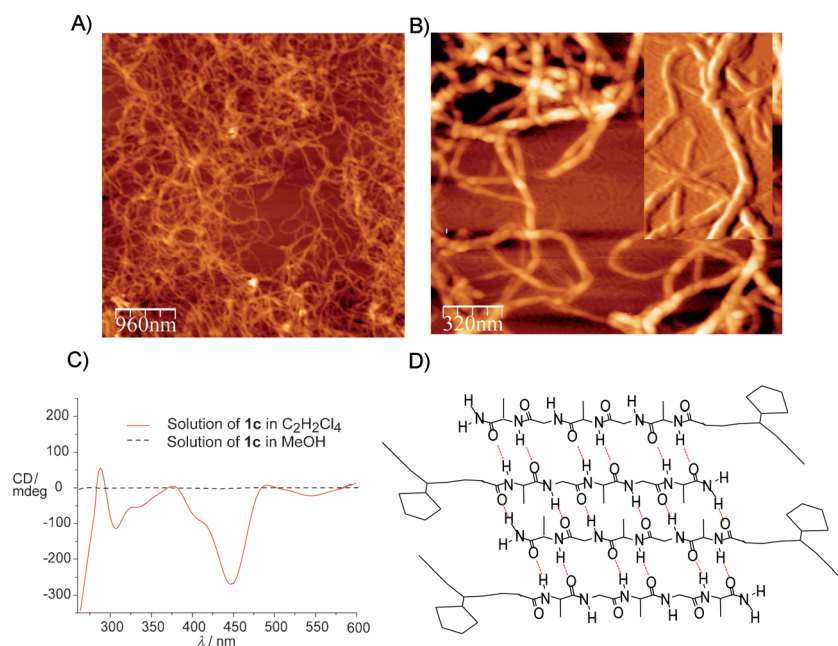 A)
B)
960nm
320nm
C)
D)
200
100
0
-100
-200
-300
CD/
mdeg
Solution of 1c in C₂H₂Cl₄
Solution of 1c in MeOH
300
350
400
450
500
550
600
λ / nm
H O H O H O
N N N N N N
H O H O H O H
H O H O H O H
N N N N N N H
O H O H O H
H O H O H O H
H N N N N N N
O H O H O H O
H O H O H O
N N N N N N H
O H O H O H H